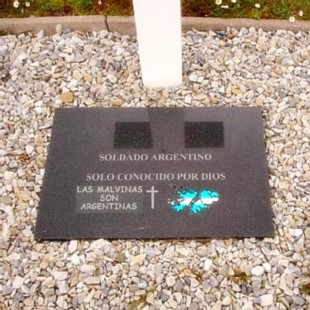 SOLDADO ARGENTINO
SOLO CONOCIDO POR DIOS
LAS MALVINAS
SON
ARGENTINAS